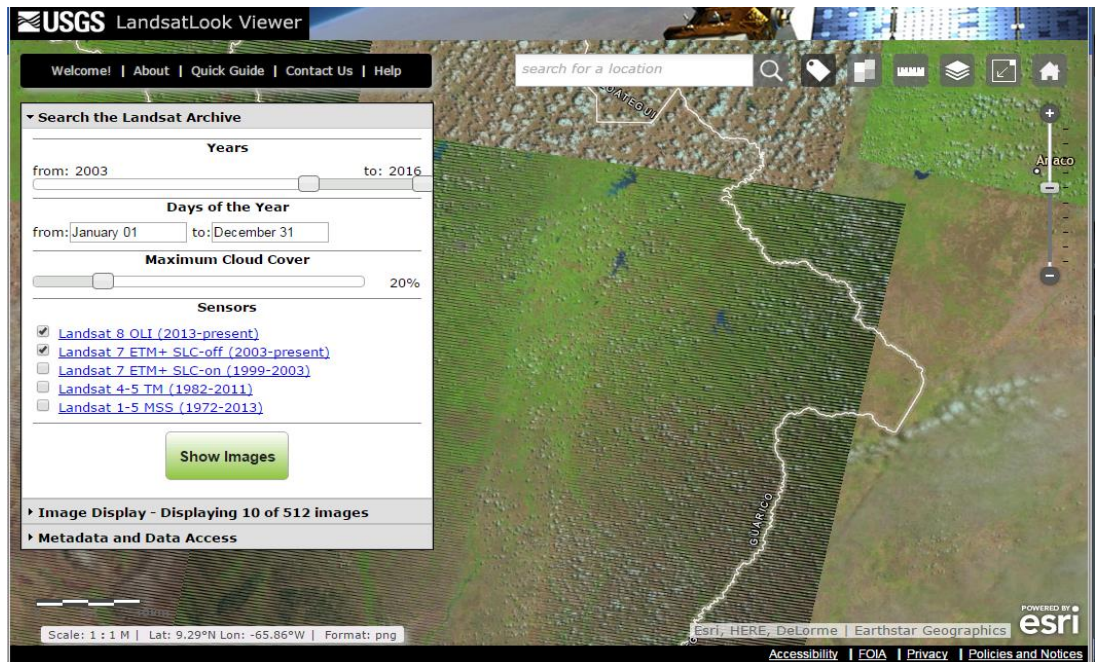 USGS LandsatLook Viewer
Welcome! | About | Quick Guide | Contact Us | Help
search for a location
Search the Landsat Archive
Years
from: 2003 to: 2016
Days of the Year
from: January 01 to: December 31
Maximum Cloud Cover
20%
Sensors
Landsat 8 OLI (2013-present)
Landsat 7 ETM+ SLC-off (2003-present)
Landsat 7 ETM+ SLC-on (1999-2003)
Landsat 4-5 TM (1982-2011)
Landsat 1-5 MSS (1972-2013)
Show Images
Image Display - Displaying 10 of 512 images
Metadata and Data Access
Anaco
GUARICO
Scale: 1 : 1 M | Lat: 9.29°N Lon: -65.86°W | Format: png
Esri, HERE, DeLorme | Earthstar Geographics
POWERED BY
esri
Accessibility | FOIA | Privacy | Policies and Notices